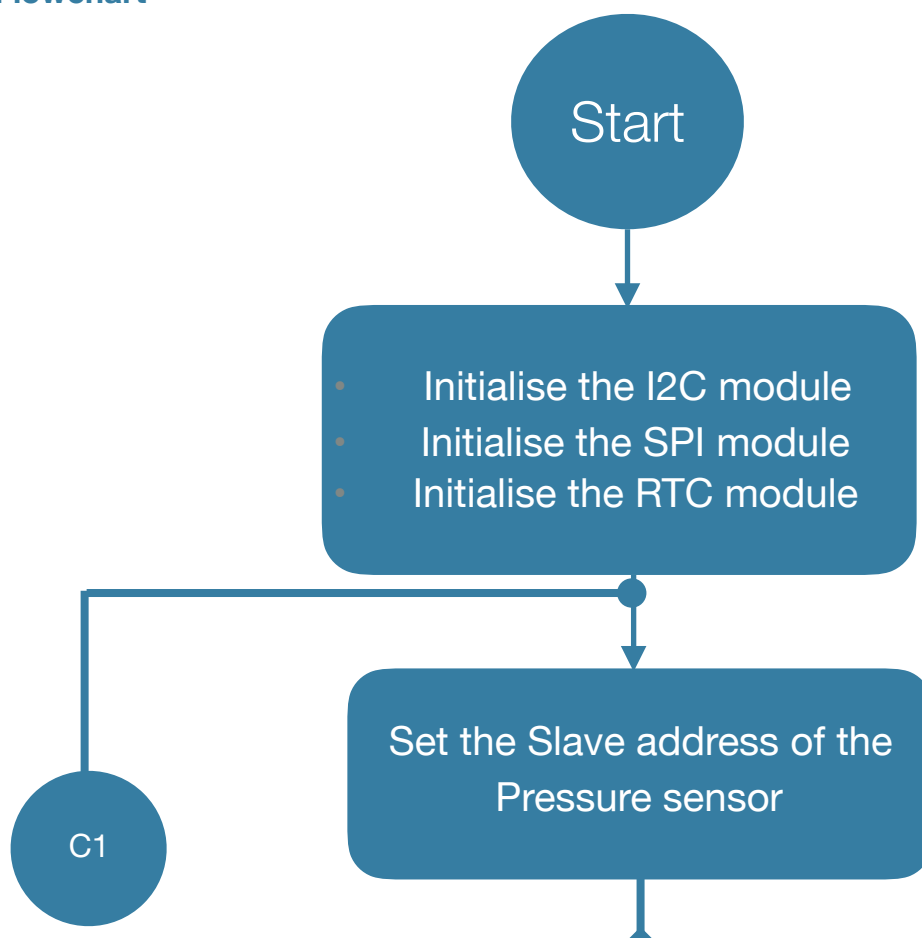 Flowchart
Start
Initialise the I2C module
Initialise the SPI module
Initialise the RTC module
Set the Slave address of the
Pressure sensor
C1